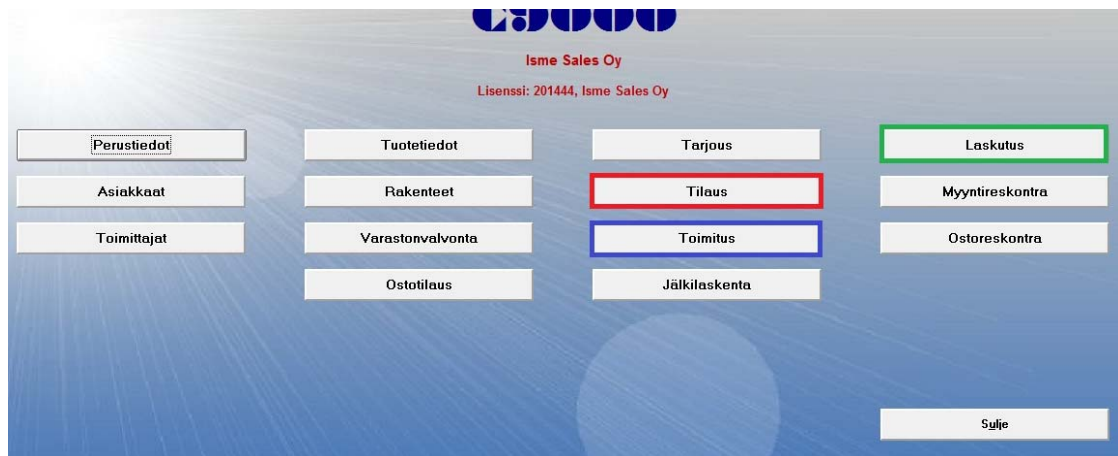 Isme Sales Oy
Lisenssi: 201444, Isme Sales Oy
Perustiedot
Tuotetiedot
Tarjous
Laskutus
Asiakkaat
Rakenteet
Tilaus
Myyntireskontra
Toimittajat
Varastonvalvonta
Toimitus
Ostoreskontra
Ostotilaus
Jälkilaskenta
Sulje